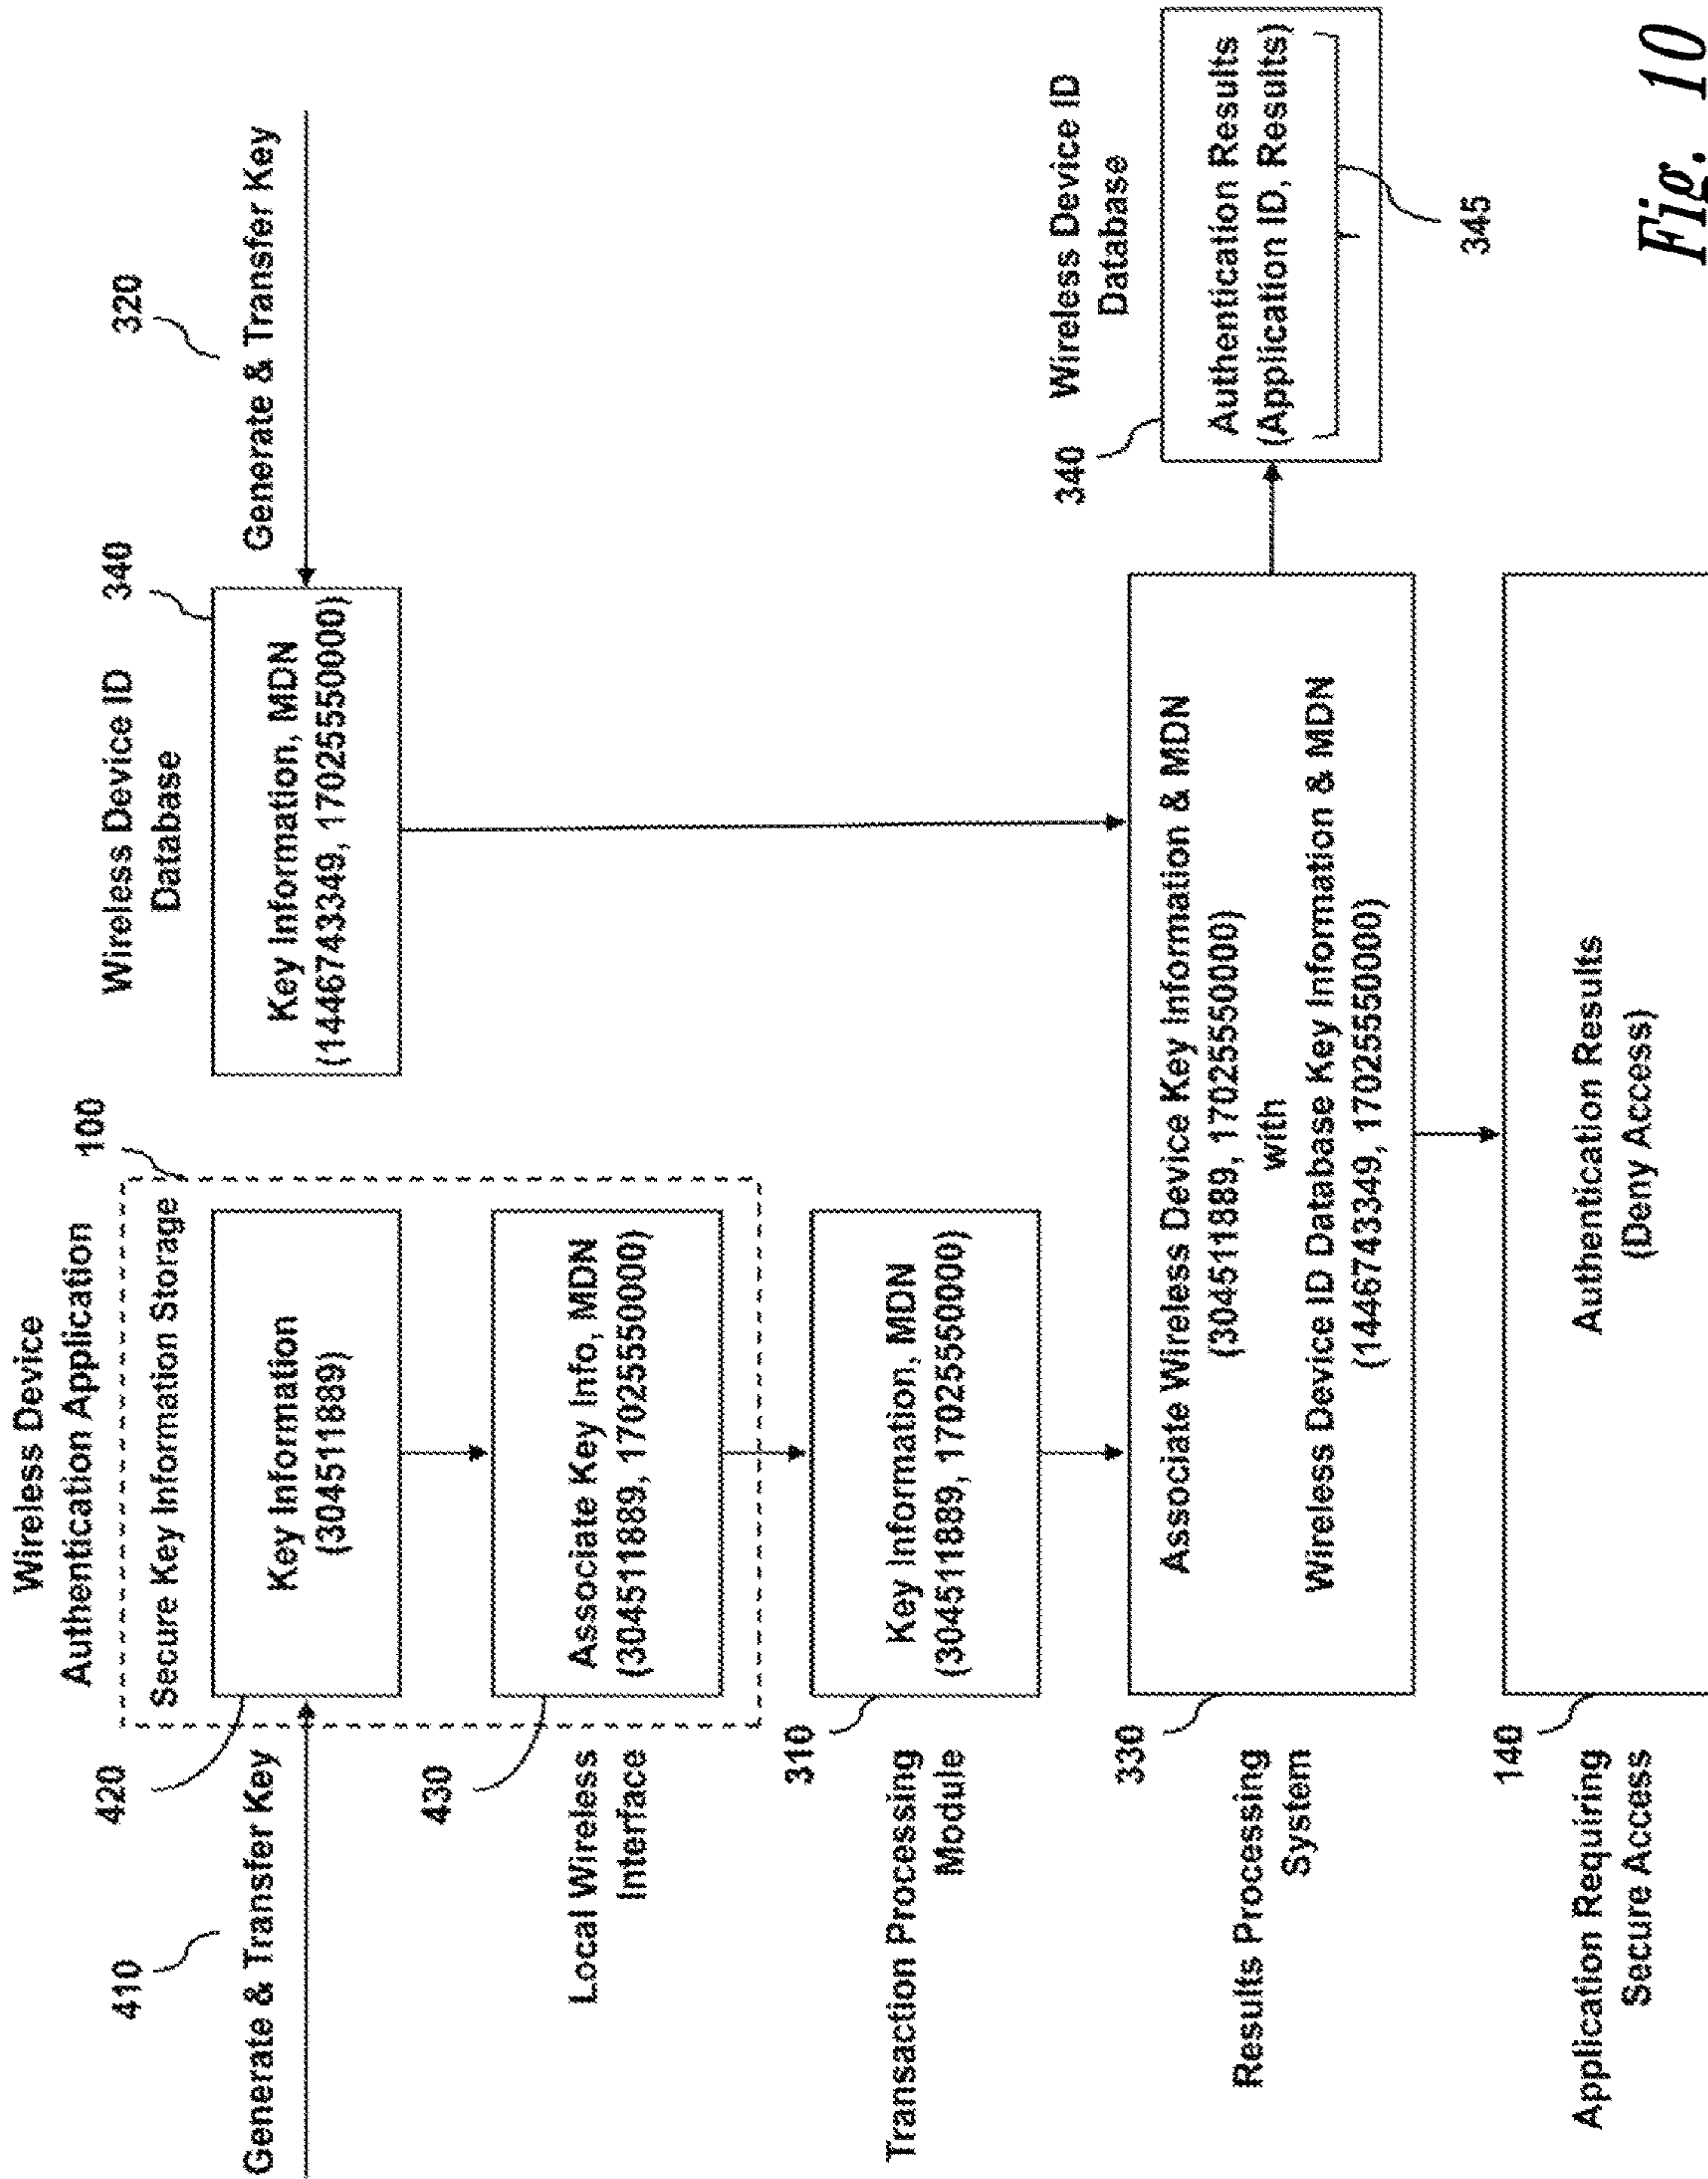 Wireless Device
Authentication Application
100
Secure Key Information Storage
410
Generate & Transfer Key
420
Key Information
(304511889)
430
Local Wireless
Interface
Associate Key Info, MDN
(304511889, 17025550000)
Wireless Device ID
Database
340
Key Information, MDN
(1446743349, 17025550000)
320
Generate & Transfer Key
310
Transaction Processing
Module
Key Information, MDN
(304511889, 17025550000)
330
Results Processing
System
Associate Wireless Device Key Information & MDN
(304511889, 17025550000)
with
Wireless Device ID Database Key Information & MDN
(1446743349, 17025550000)
340
Wireless Device ID
Database
Authentication Results
(Application ID, Results)
345
140
Application Requiring
Secure Access
Authentication Results
(Deny Access)
Fig. 10